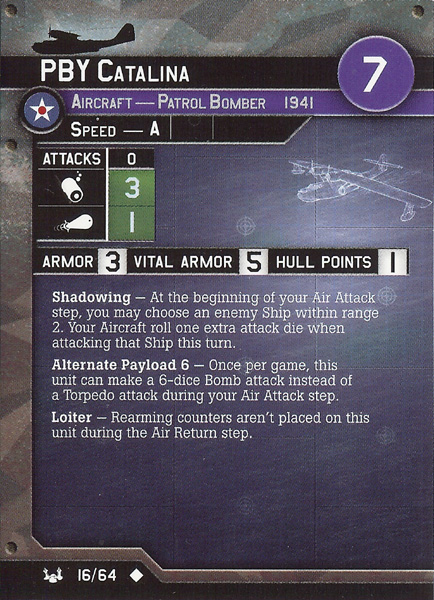 PBY CATALINA
7
AIRCRAFT — PATROL BOMBER 1941
SPEED — A
ATTACKS 0
3
1
ARMOR 3 VITAL ARMOR 5 HULL POINTS 1
Shadowing — At the beginning of your Air Attack
step, you may choose an enemy Ship within range
2. Your Aircraft roll one extra attack die when
attacking that Ship this turn.
Alternate Payload 6 — Once per game, this
unit can make a 6-dice Bomb attack instead of
a Torpedo attack during your Air Attack step.
Loiter — Rearming counters aren't placed on this
unit during the Air Return step.
16/64